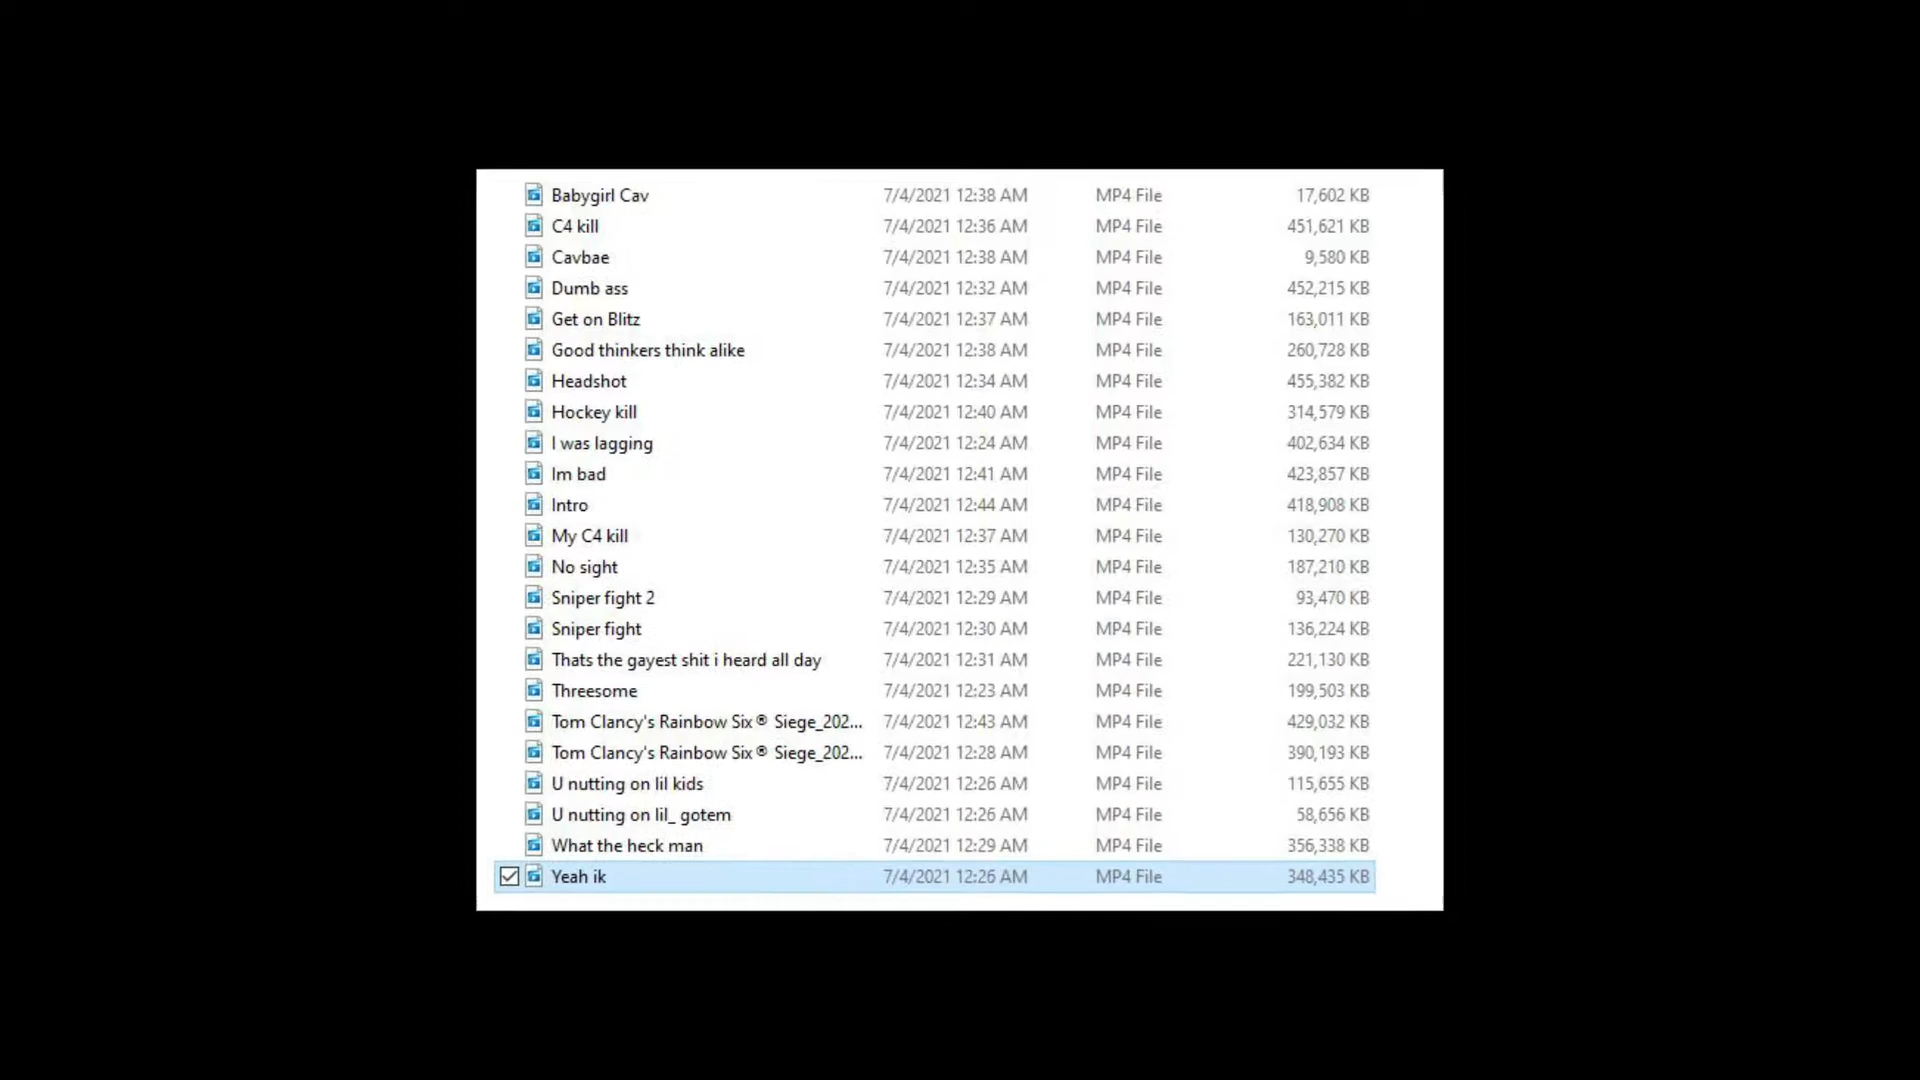 Babygirl Cav 7/4/2021 12:38 AM MP4 File 17,602 KB
C4 kill 7/4/2021 12:36 AM MP4 File 451,621 KB
Cavbae 7/4/2021 12:38 AM MP4 File 9,580 KB
Dumb ass 7/4/2021 12:32 AM MP4 File 452,215 KB
Get on Blitz 7/4/2021 12:37 AM MP4 File 163,011 KB
Good thinkers think alike 7/4/2021 12:38 AM MP4 File 260,728 KB
Headshot 7/4/2021 12:34 AM MP4 File 455,382 KB
Hockey kill 7/4/2021 12:40 AM MP4 File 314,579 KB
I was lagging 7/4/2021 12:24 AM MP4 File 402,634 KB
Im bad 7/4/2021 12:41 AM MP4 File 423,857 KB
Intro 7/4/2021 12:44 AM MP4 File 418,908 KB
My C4 kill 7/4/2021 12:37 AM MP4 File 130,270 KB
No sight 7/4/2021 12:35 AM MP4 File 187,210 KB
Sniper fight 2 7/4/2021 12:29 AM MP4 File 93,470 KB
Sniper fight 7/4/2021 12:30 AM MP4 File 136,224 KB
Thats the gayest shit i heard all day 7/4/2021 12:31 AM MP4 File 221,130 KB
Threesome 7/4/2021 12:23 AM MP4 File 199,503 KB
Tom Clancy's Rainbow Six® Siege_202... 7/4/2021 12:43 AM MP4 File 429,032 KB
Tom Clancy's Rainbow Six® Siege_202... 7/4/2021 12:28 AM MP4 File 390,193 KB
U nutting on lil kids 7/4/2021 12:26 AM MP4 File 115,655 KB
U nutting on lil_ gotem 7/4/2021 12:26 AM MP4 File 58,656 KB
What the heck man 7/4/2021 12:29 AM MP4 File 356,338 KB
Yeah ik 7/4/2021 12:26 AM MP4 File 348,435 KB